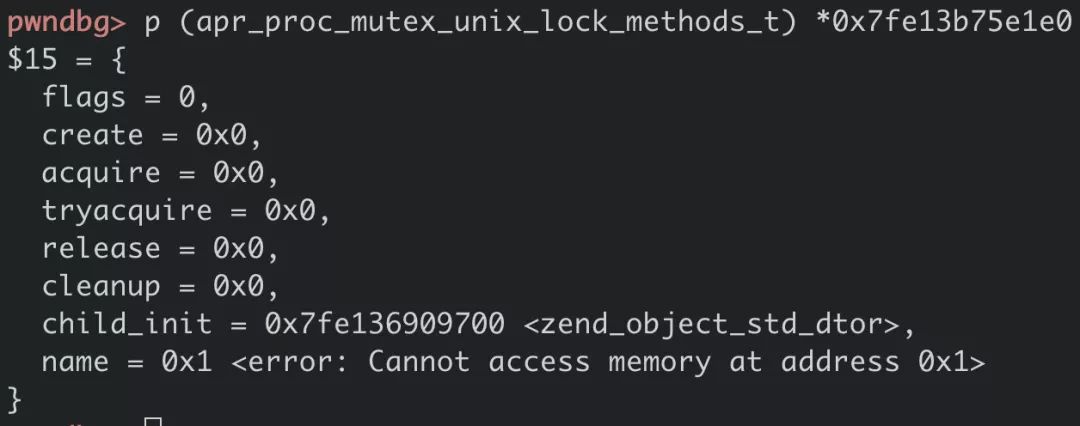 pwndbg> p (apr_proc_mutex_unix_lock_methods_t) *0x7fe13b75e1e0
$15 = {
  flags = 0,
  create = 0x0,
  acquire = 0x0,
  tryacquire = 0x0,
  release = 0x0,
  cleanup = 0x0,
  child_init = 0x7fe136909700 <zend_object_std_dtor>,
  name = 0x1 <error: Cannot access memory at address 0x1>
}